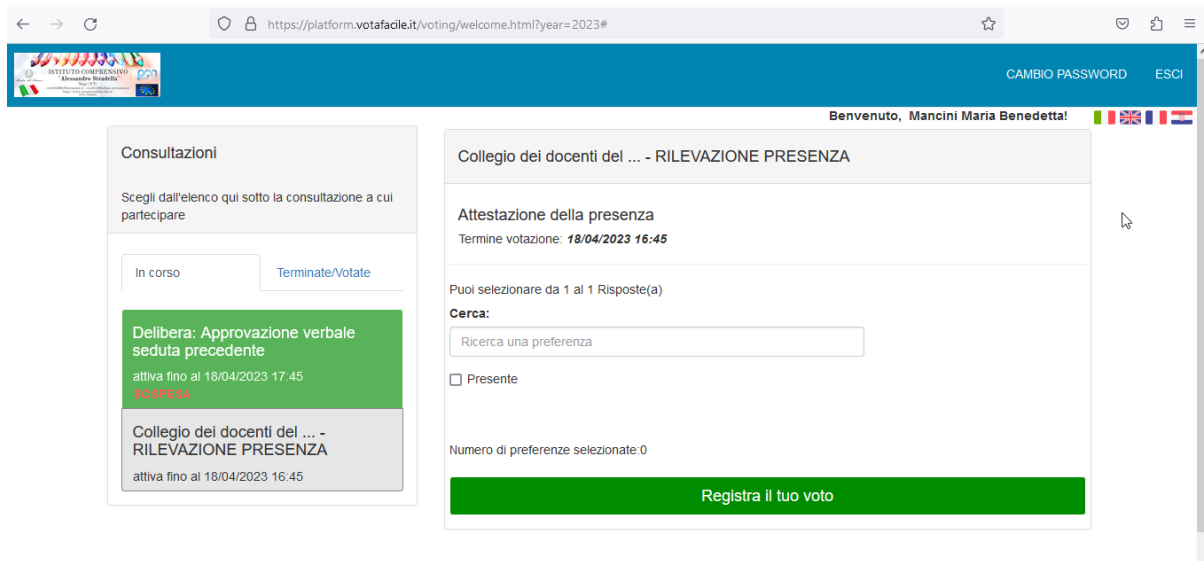 https://platform.votafacile.it/voting/welcome.html?year=2023#
ISTITUTO COMPRENSIVO
"Alessandro Stradella"
CAMBIO PASSWORD ESCI
Benvenuto, Mancini Maria Benedetta!
Consultazioni
Scegli dall'elenco qui sotto la consultazione a cui
partecipare
In corso Terminate/Votate
Delibera: Approvazione verbale
seduta precedente
attiva fino al 18/04/2023 17:45
SOSPESA
Collegio dei docenti del ... -
RILEVAZIONE PRESENZA
attiva fino al 18/04/2023 16:45
Collegio dei docenti del ... - RILEVAZIONE PRESENZA
Attestazione della presenza
Termine votazione: 18/04/2023 16:45
Puoi selezionare da 1 al 1 Risposte(a)
Cerca:
Ricerca una preferenza
Presente
Numero di preferenze selezionate:0
Registra il tuo voto